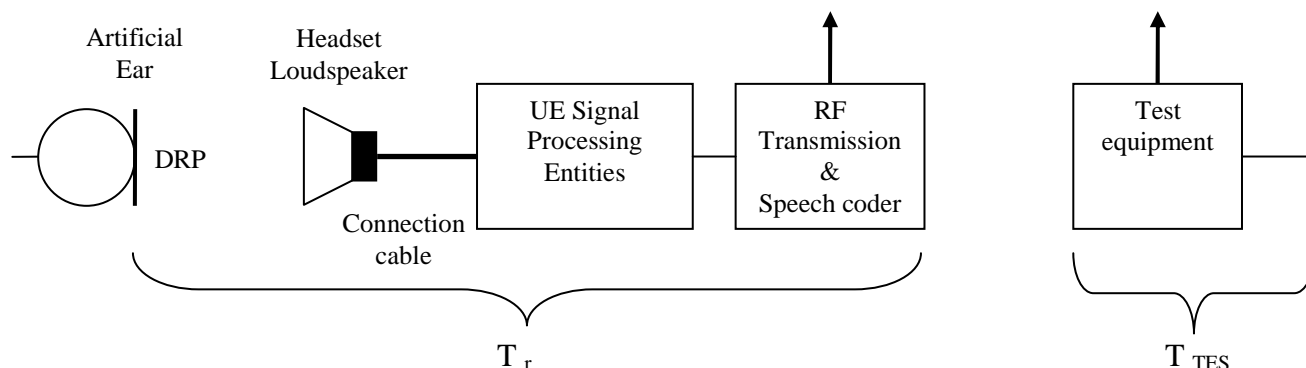 Artificial
Ear
Headset
Loudspeaker
DRP
Connection
cable
UE Signal
Processing
Entities
RF
Transmission
&
Speech coder
Test
equipment
T r
T TES